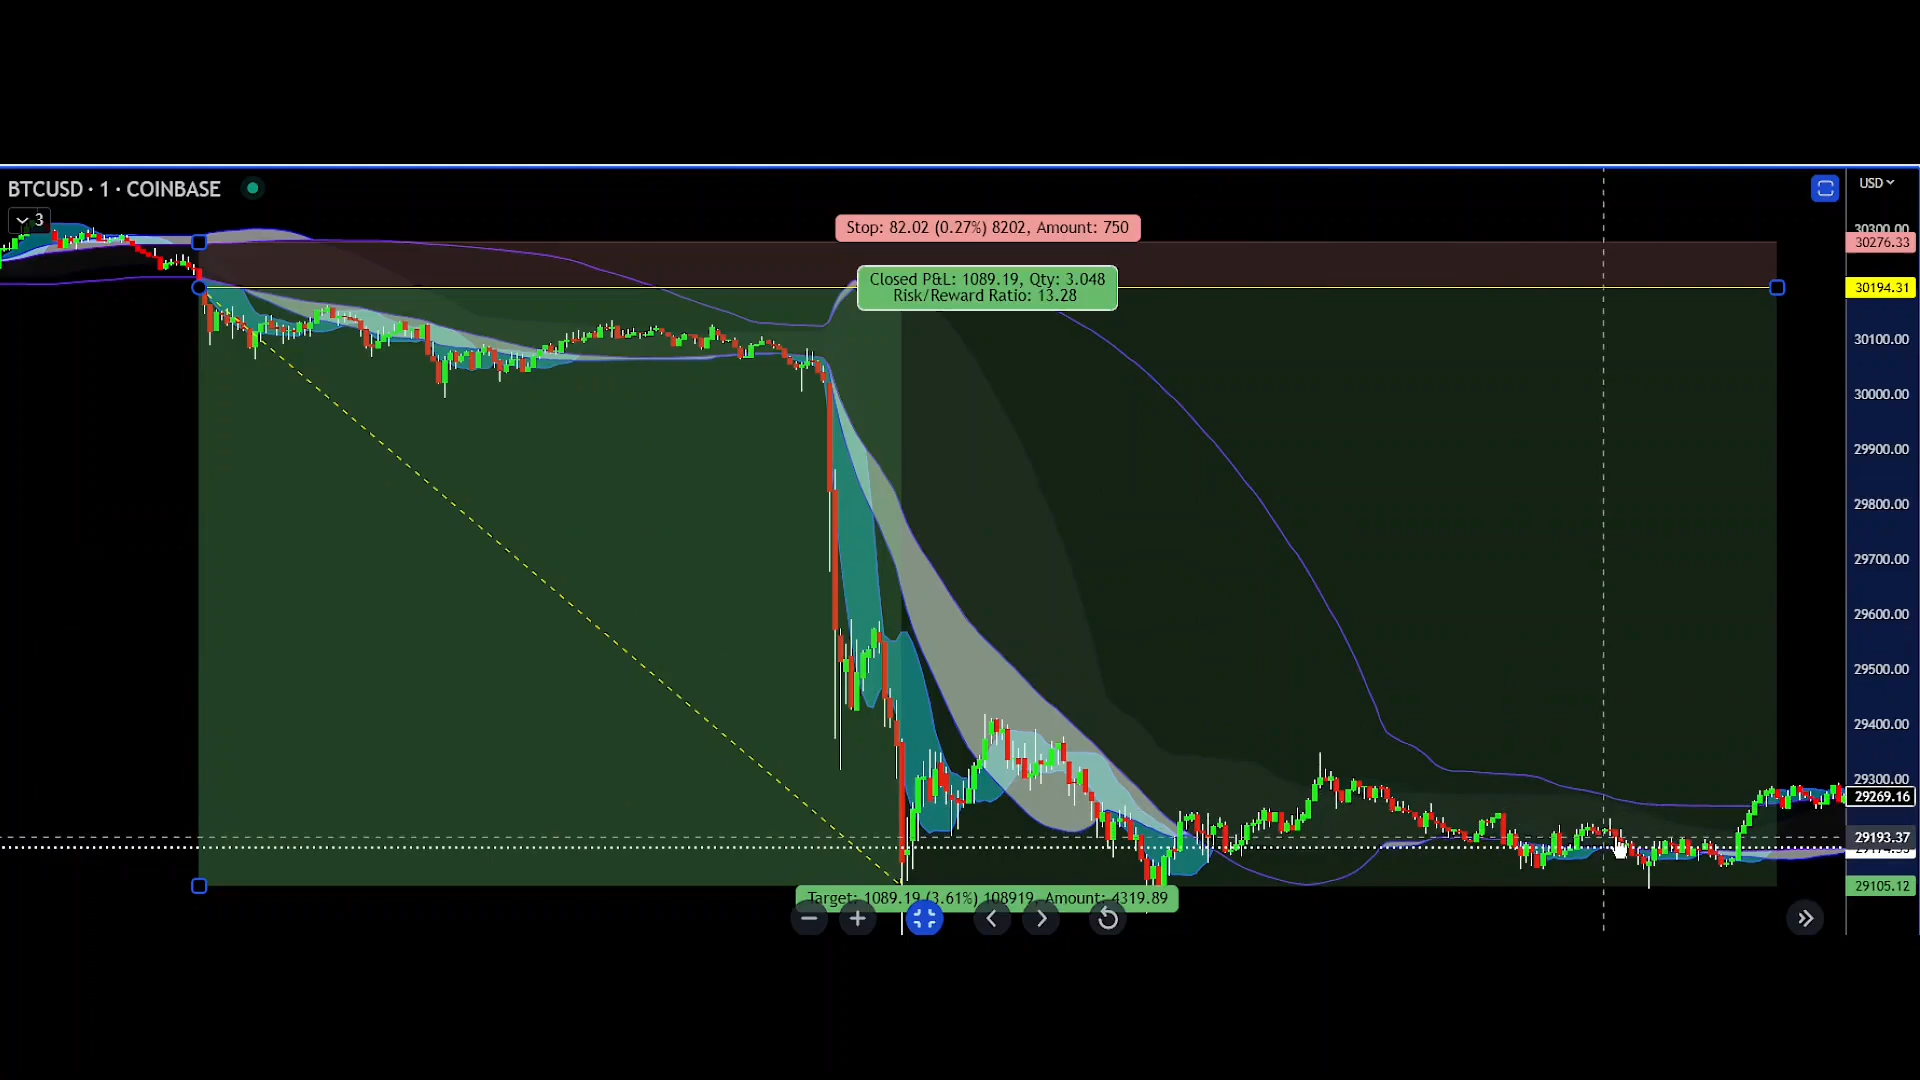 BTCUSD · 1 · COINBASE
USD
3
Stop: 82.02 (0.27%) 8202, Amount: 750
30276.33
Closed P&L: 1089.19, Qty: 3.048
Risk/Reward Ratio: 13.28
30194.31
30100.00
30000.00
29900.00
29800.00
29700.00
29600.00
29500.00
29400.00
29300.00
29269.16
29193.37
29105.12
Target: 1089.19 (3.61%) 108919, Amount: 4319.89